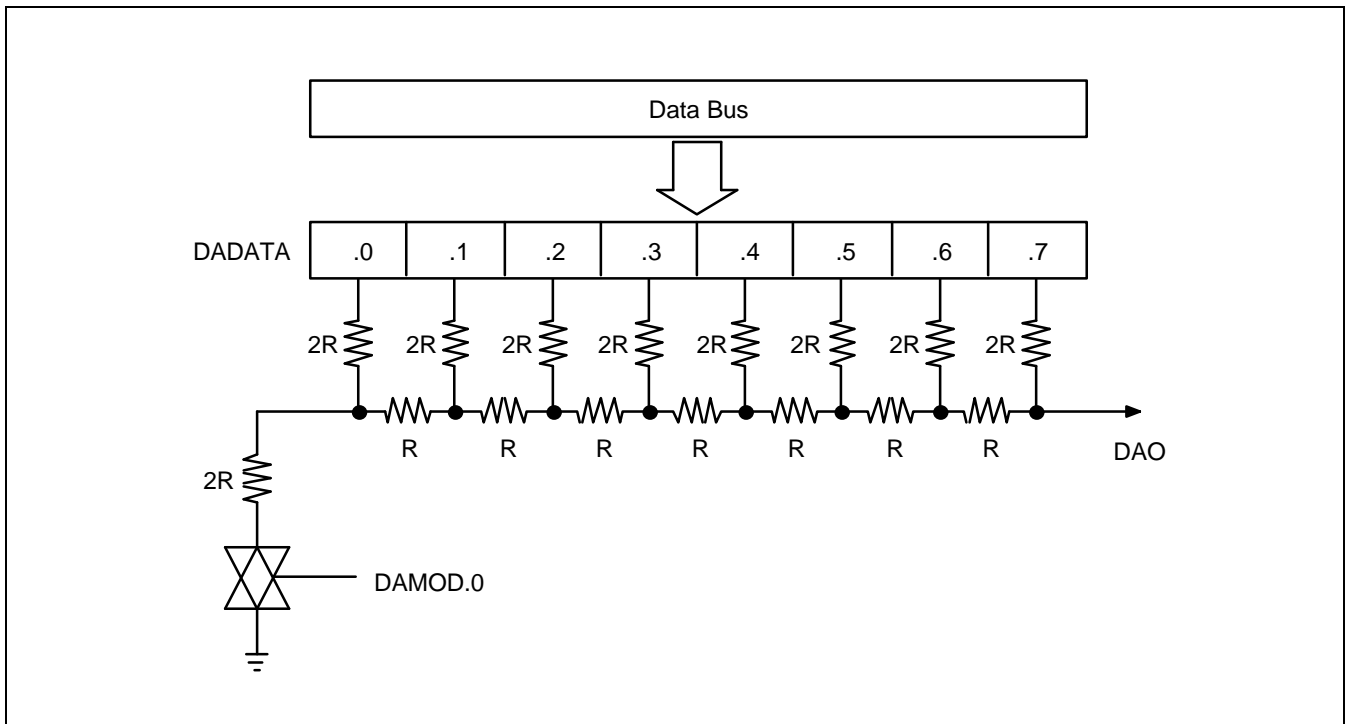 Data Bus
DADATA .0 .1 .2 .3 .4 .5 .6 .7
2R 2R 2R 2R 2R 2R 2R 2R
R R R R R R R DAO
2R
DAMOD.0